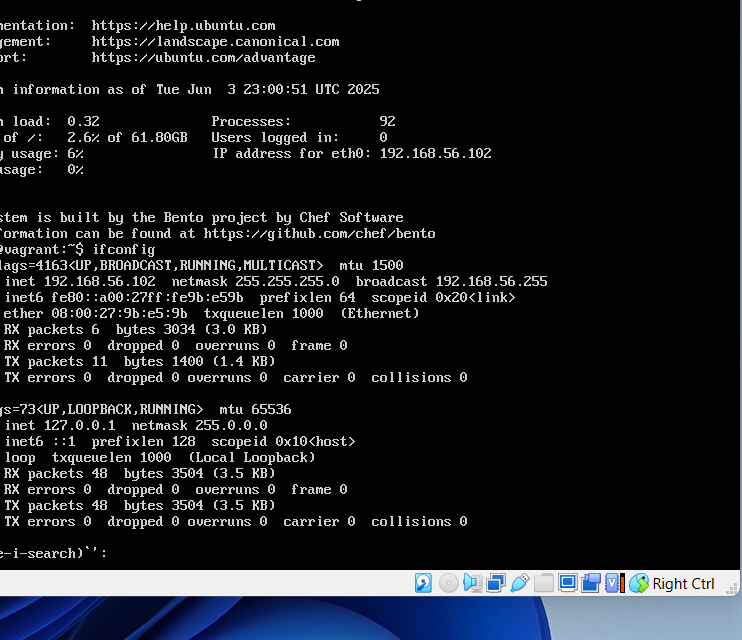 mentation:  https://help.ubuntu.com
gement:     https://landscape.canonical.com
ort:        https://ubuntu.com/advantage
n information as of Tue Jun  3 23:00:51 UTC 2025
n load:  0.32              Processes:           92
of /:   2.6% of 61.80GB   Users logged in:     0
y usage: 6%                IP address for eth0: 192.168.56.102
usage:   0%
stem is built by the Bento project by Chef Software
formation can be found at https://github.com/chef/bento
@vagrant:~$ ifconfig
lags=4163<UP,BROADCAST,RUNNING,MULTICAST>  mtu 1500
inet 192.168.56.102  netmask 255.255.255.0  broadcast 192.168.56.255
inet6 fe80::a00:27ff:fe9b:e59b  prefixlen 64  scopeid 0x20<link>
ether 08:00:27:9b:e5:9b  txqueuelen 1000  (Ethernet)
RX packets 6  bytes 3034 (3.0 KB)
RX errors 0  dropped 0  overruns 0  frame 0
TX packets 11  bytes 1400 (1.4 KB)
TX errors 0  dropped 0 overruns 0  carrier 0  collisions 0
gs=73<UP,LOOPBACK,RUNNING>  mtu 65536
inet 127.0.0.1  netmask 255.0.0.0
inet6 ::1  prefixlen 128  scopeid 0x10<host>
loop  txqueuelen 1000  (Local Loopback)
RX packets 48  bytes 3504 (3.5 KB)
RX errors 0  dropped 0  overruns 0  frame 0
TX packets 48  bytes 3504 (3.5 KB)
TX errors 0  dropped 0 overruns 0  carrier 0  collisions 0
e-i-search)`':
Right Ctrl